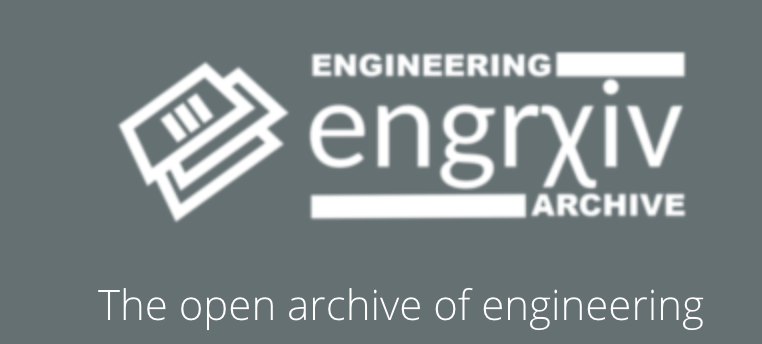 ENGINEERING
engrχiv
ARCHIVE
The open archive of engineering